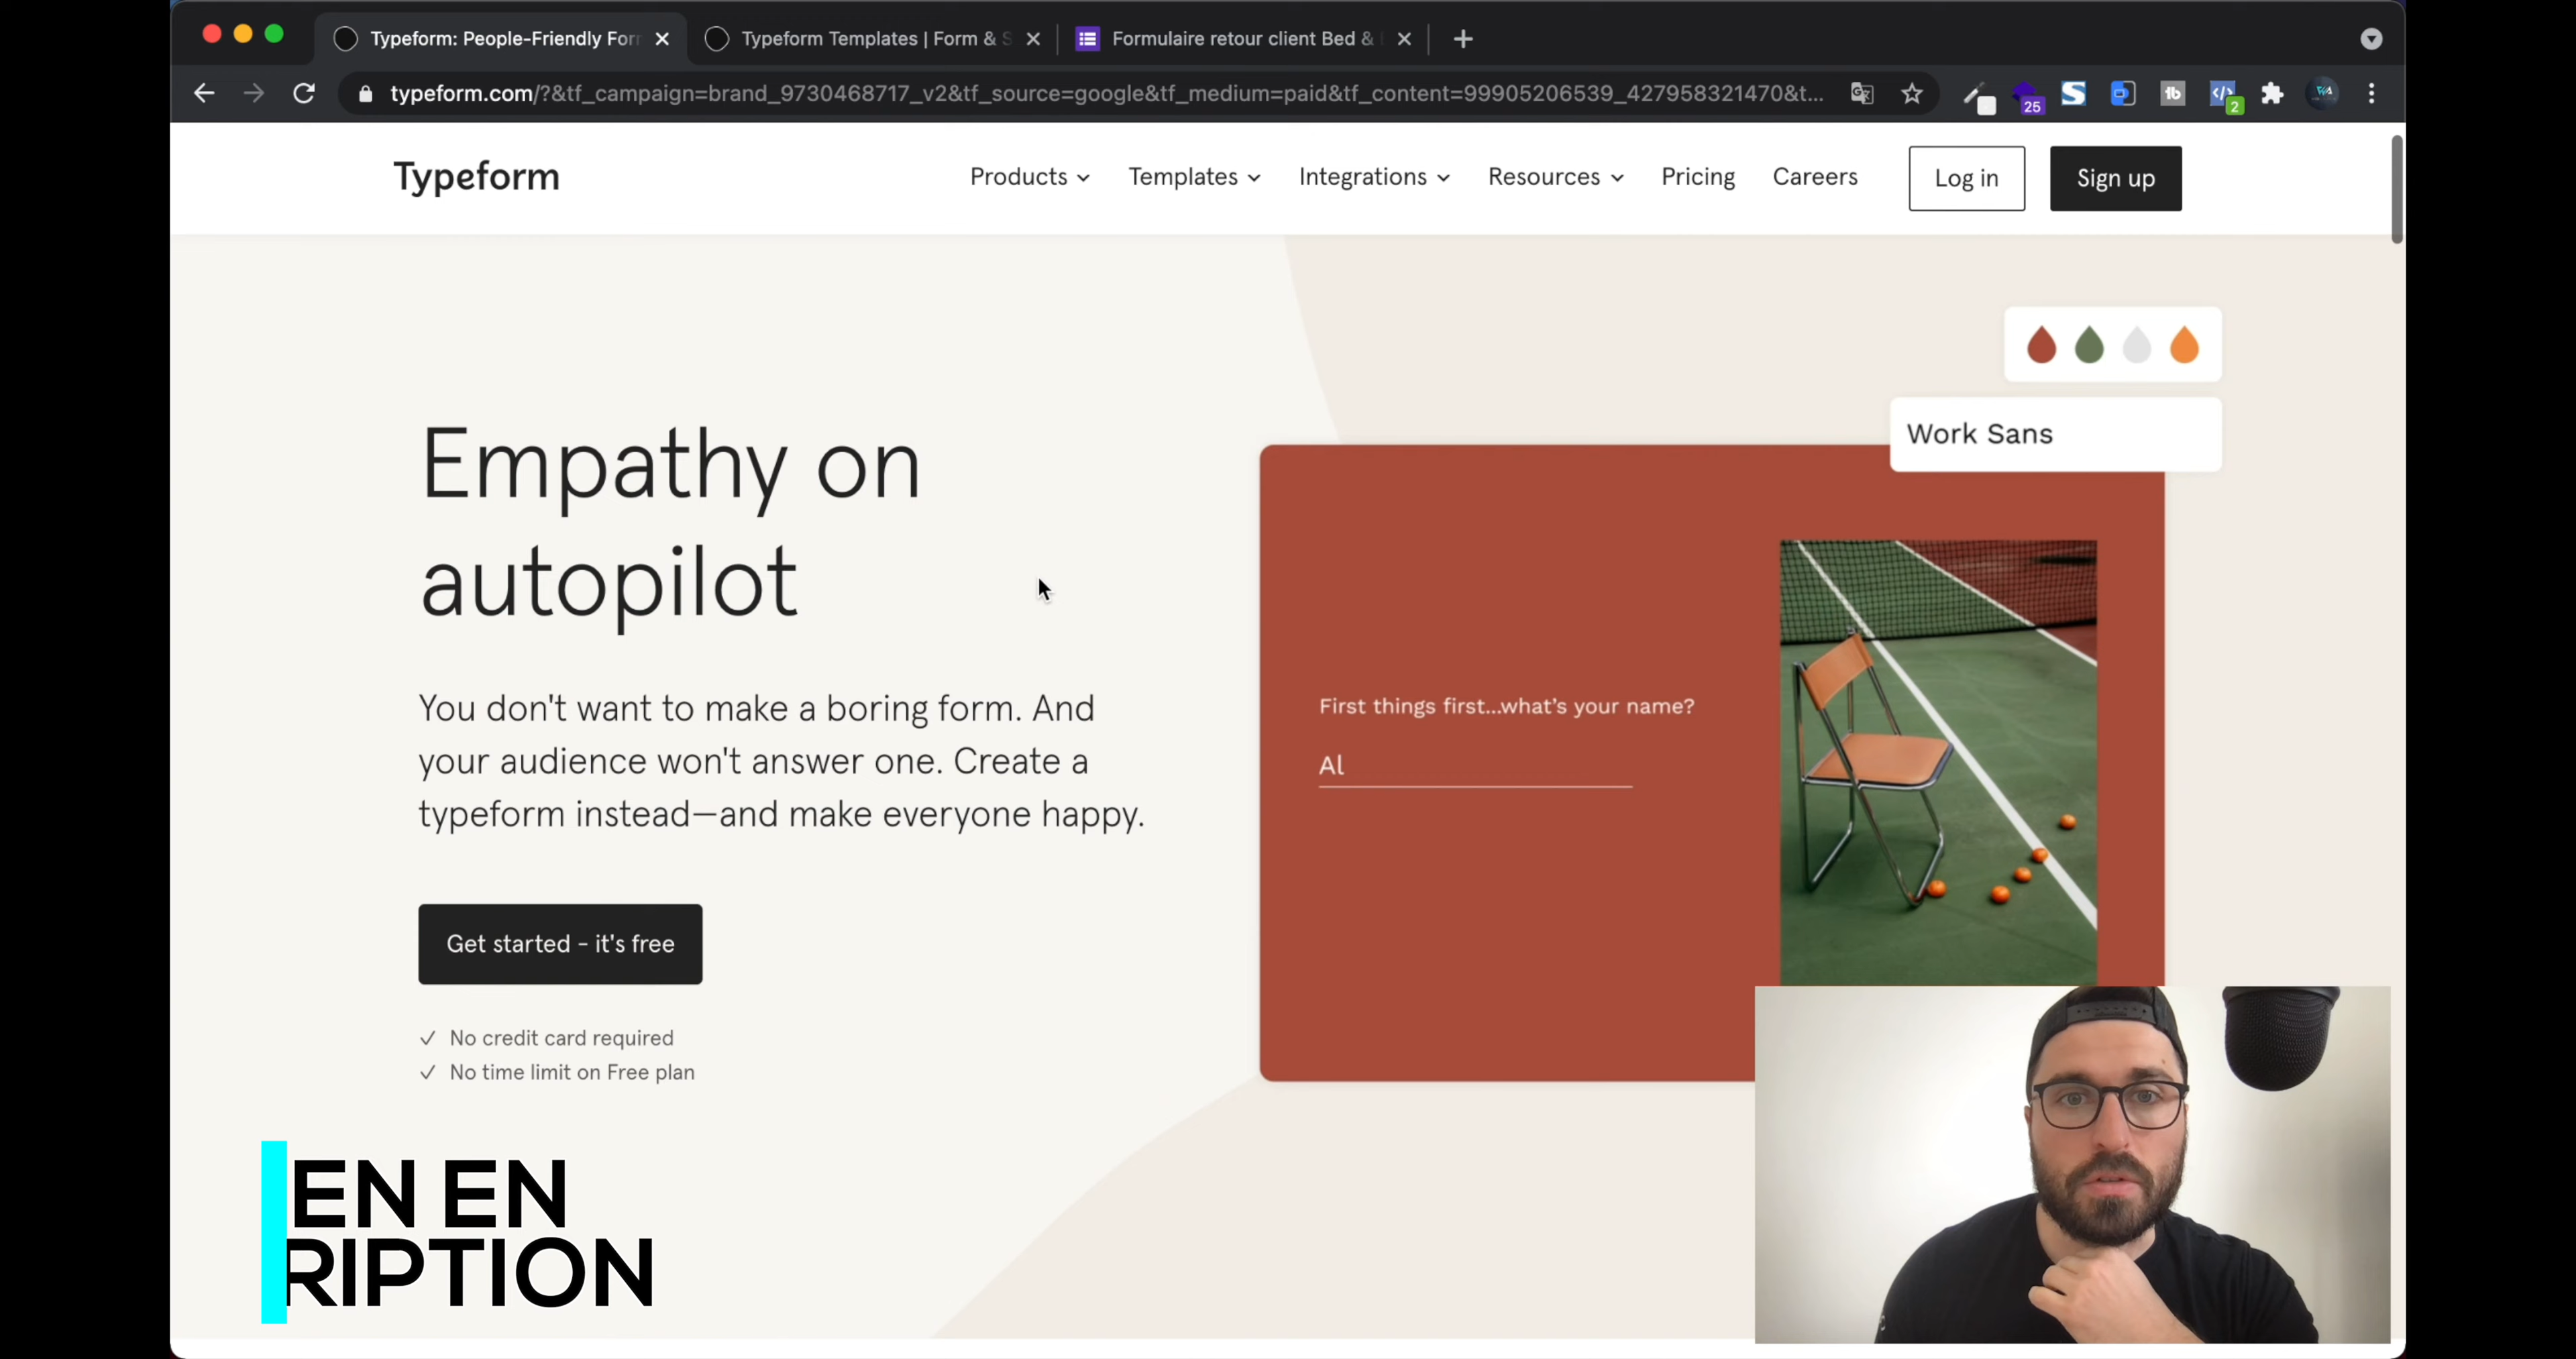 Typeform: People-Friendly For
Typeform Templates | Form & S
Formulaire retour client Bed &
typeform.com/?&tf_campaign=brand_9730468717_v2&tf_source=google&tf_medium=paid&tf_content=99905206539_427958321470&t...
25
2
Typeform
Products
Templates
Integrations
Resources
Pricing
Careers
Log in
Sign up
Work Sans
Empathy on
autopilot
You don't want to make a boring form. And
your audience won't answer one. Create a
typeform instead—and make everyone happy.
First things first...what's your name?
Al
Get started - it's free
No credit card required
No time limit on Free plan
EN EN
RIPTION